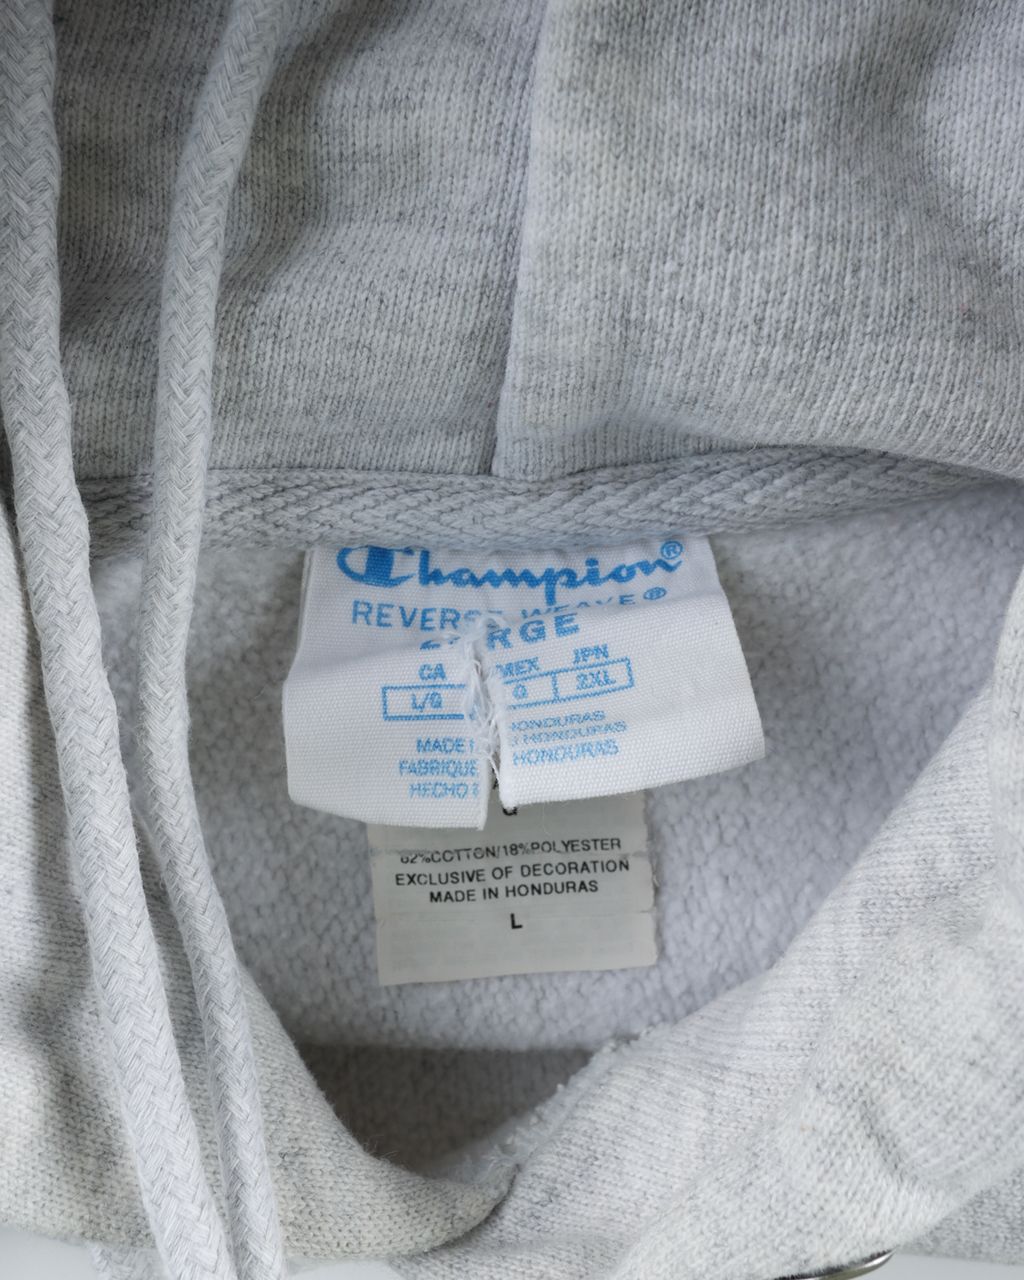 Champion®
REVERSE WEAVE®
RGE
CA MEX JPN
L/G G 2XL
MADE HONDURAS
FABRIQUE HONDURAS
HECHO HONDURAS
G
82%COTTON/18%POLYESTER
EXCLUSIVE OF DECORATION
MADE IN HONDURAS
L